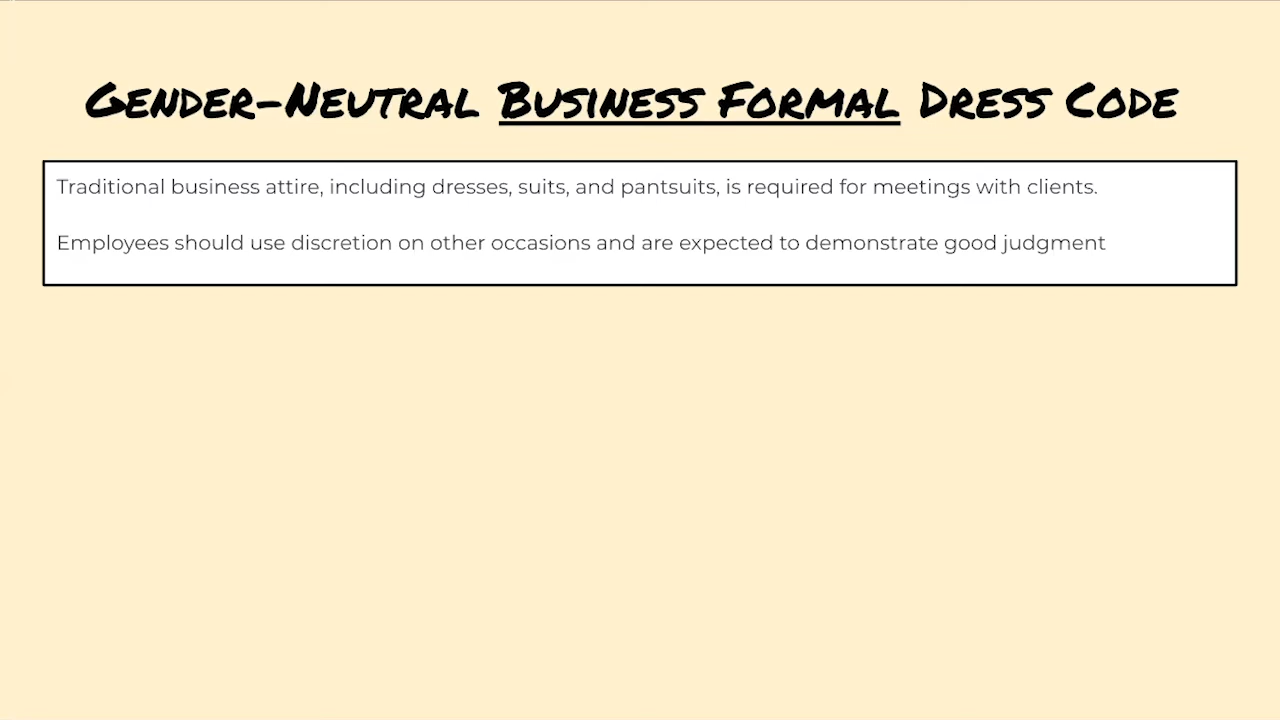 Gender-Neutral Business Formal Dress Code
Traditional business attire, including dresses, suits, and pantsuits, is required for meetings with clients.
Employees should use discretion on other occasions and are expected to demonstrate good judgment